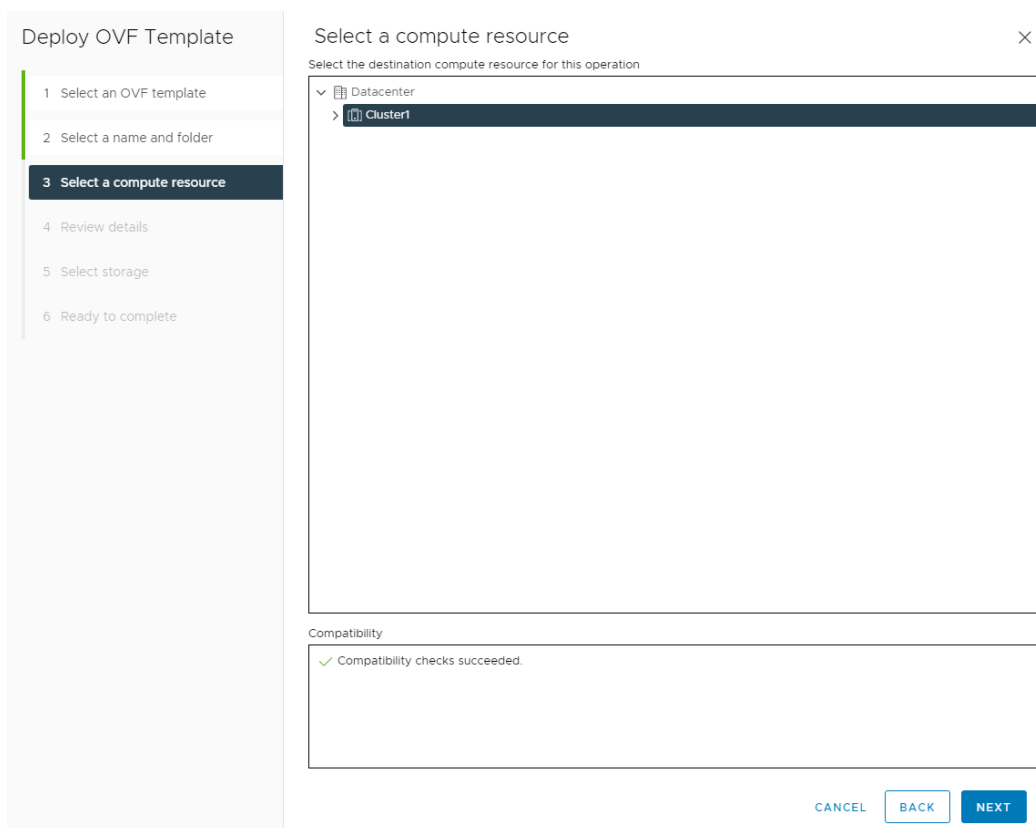 Deploy OVF Template
1 Select an OVF template
2 Select a name and folder
3 Select a compute resource
4 Review details
5 Select storage
6 Ready to complete
Select a compute resource
Select the destination compute resource for this operation
Datacenter
Cluster1
Compatibility
Compatibility checks succeeded.
CANCEL BACK NEXT